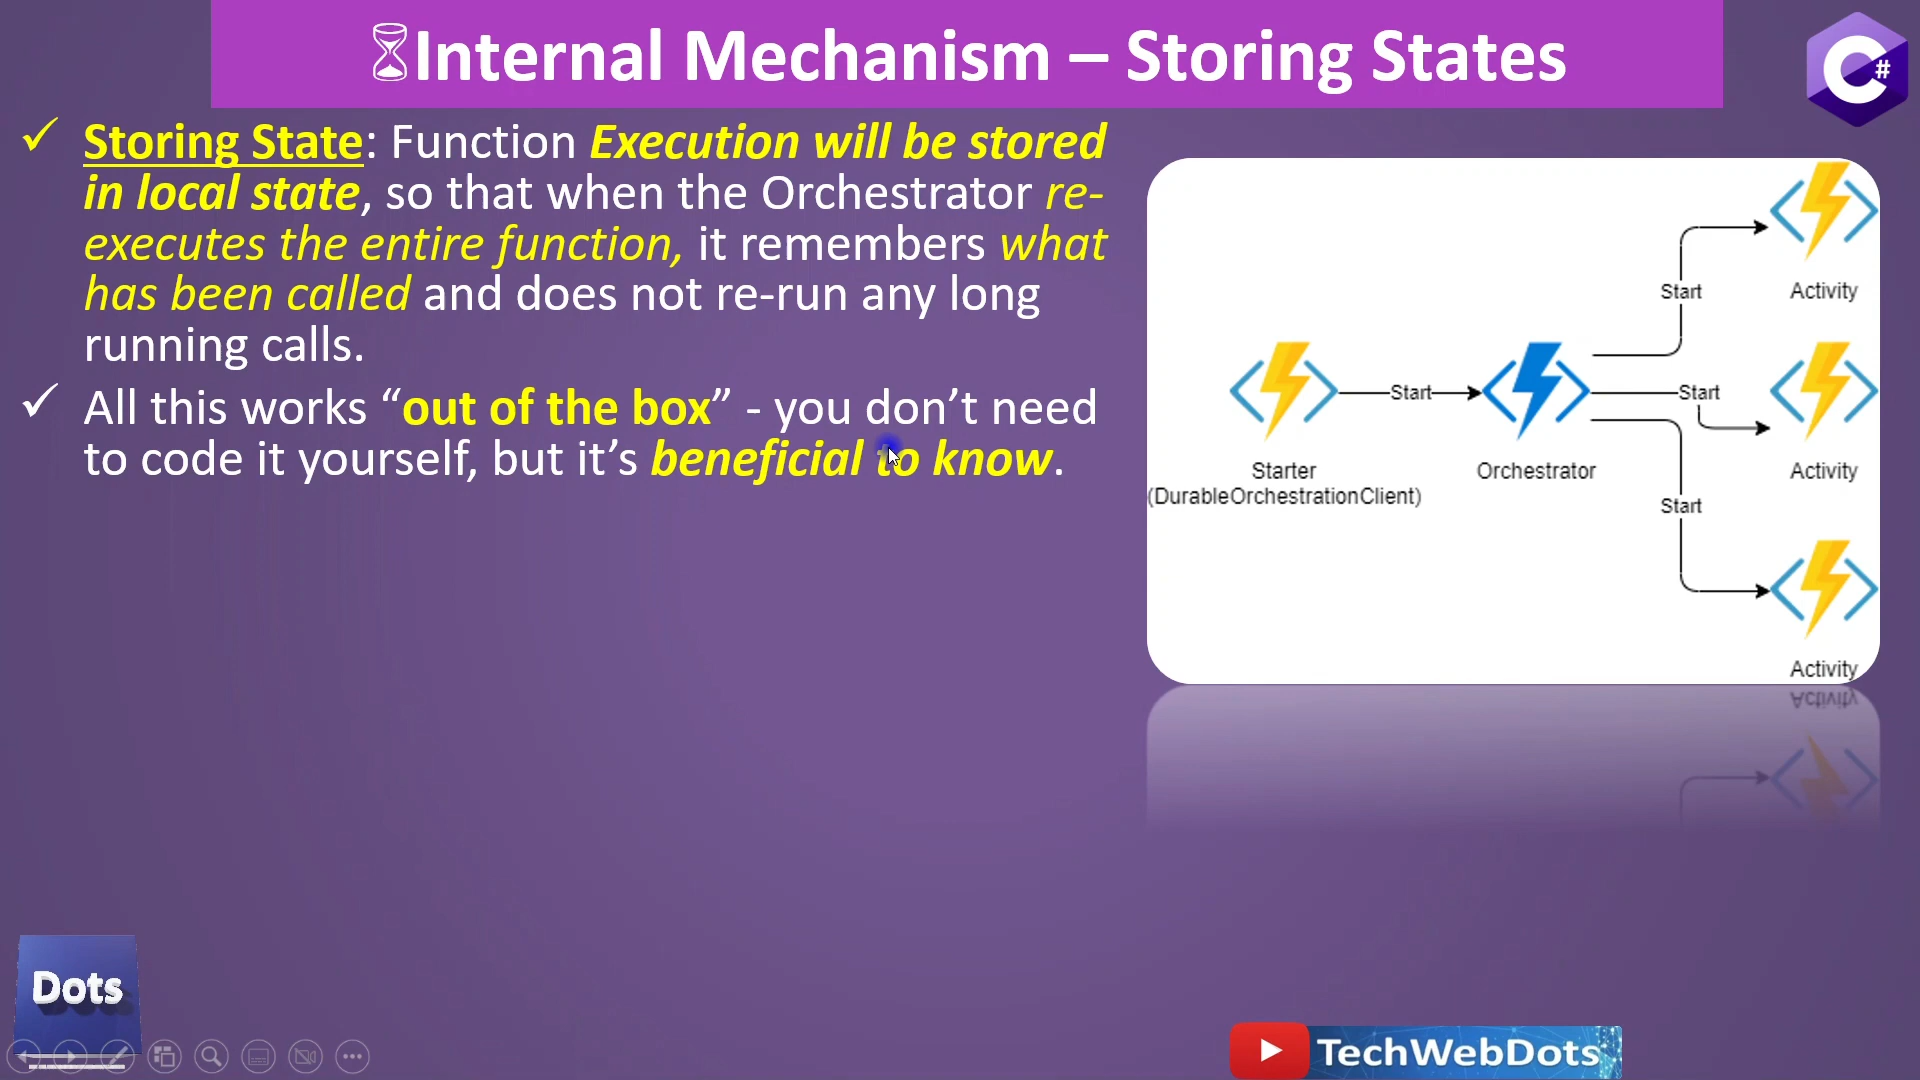 ⏳Internal Mechanism – Storing States
C#
✓ Storing State: Function Execution will be stored
in local state, so that when the Orchestrator re-
executes the entire function, it remembers what
has been called and does not re-run any long
running calls.
✓ All this works “out of the box” - you don’t need
to code it yourself, but it’s beneficial to know.
Activity
Start
Start
Start
Starter
(DurableOrchestrationClient)
Orchestrator
Activity
Start
Activity
Activity
Dots
TechWebDots